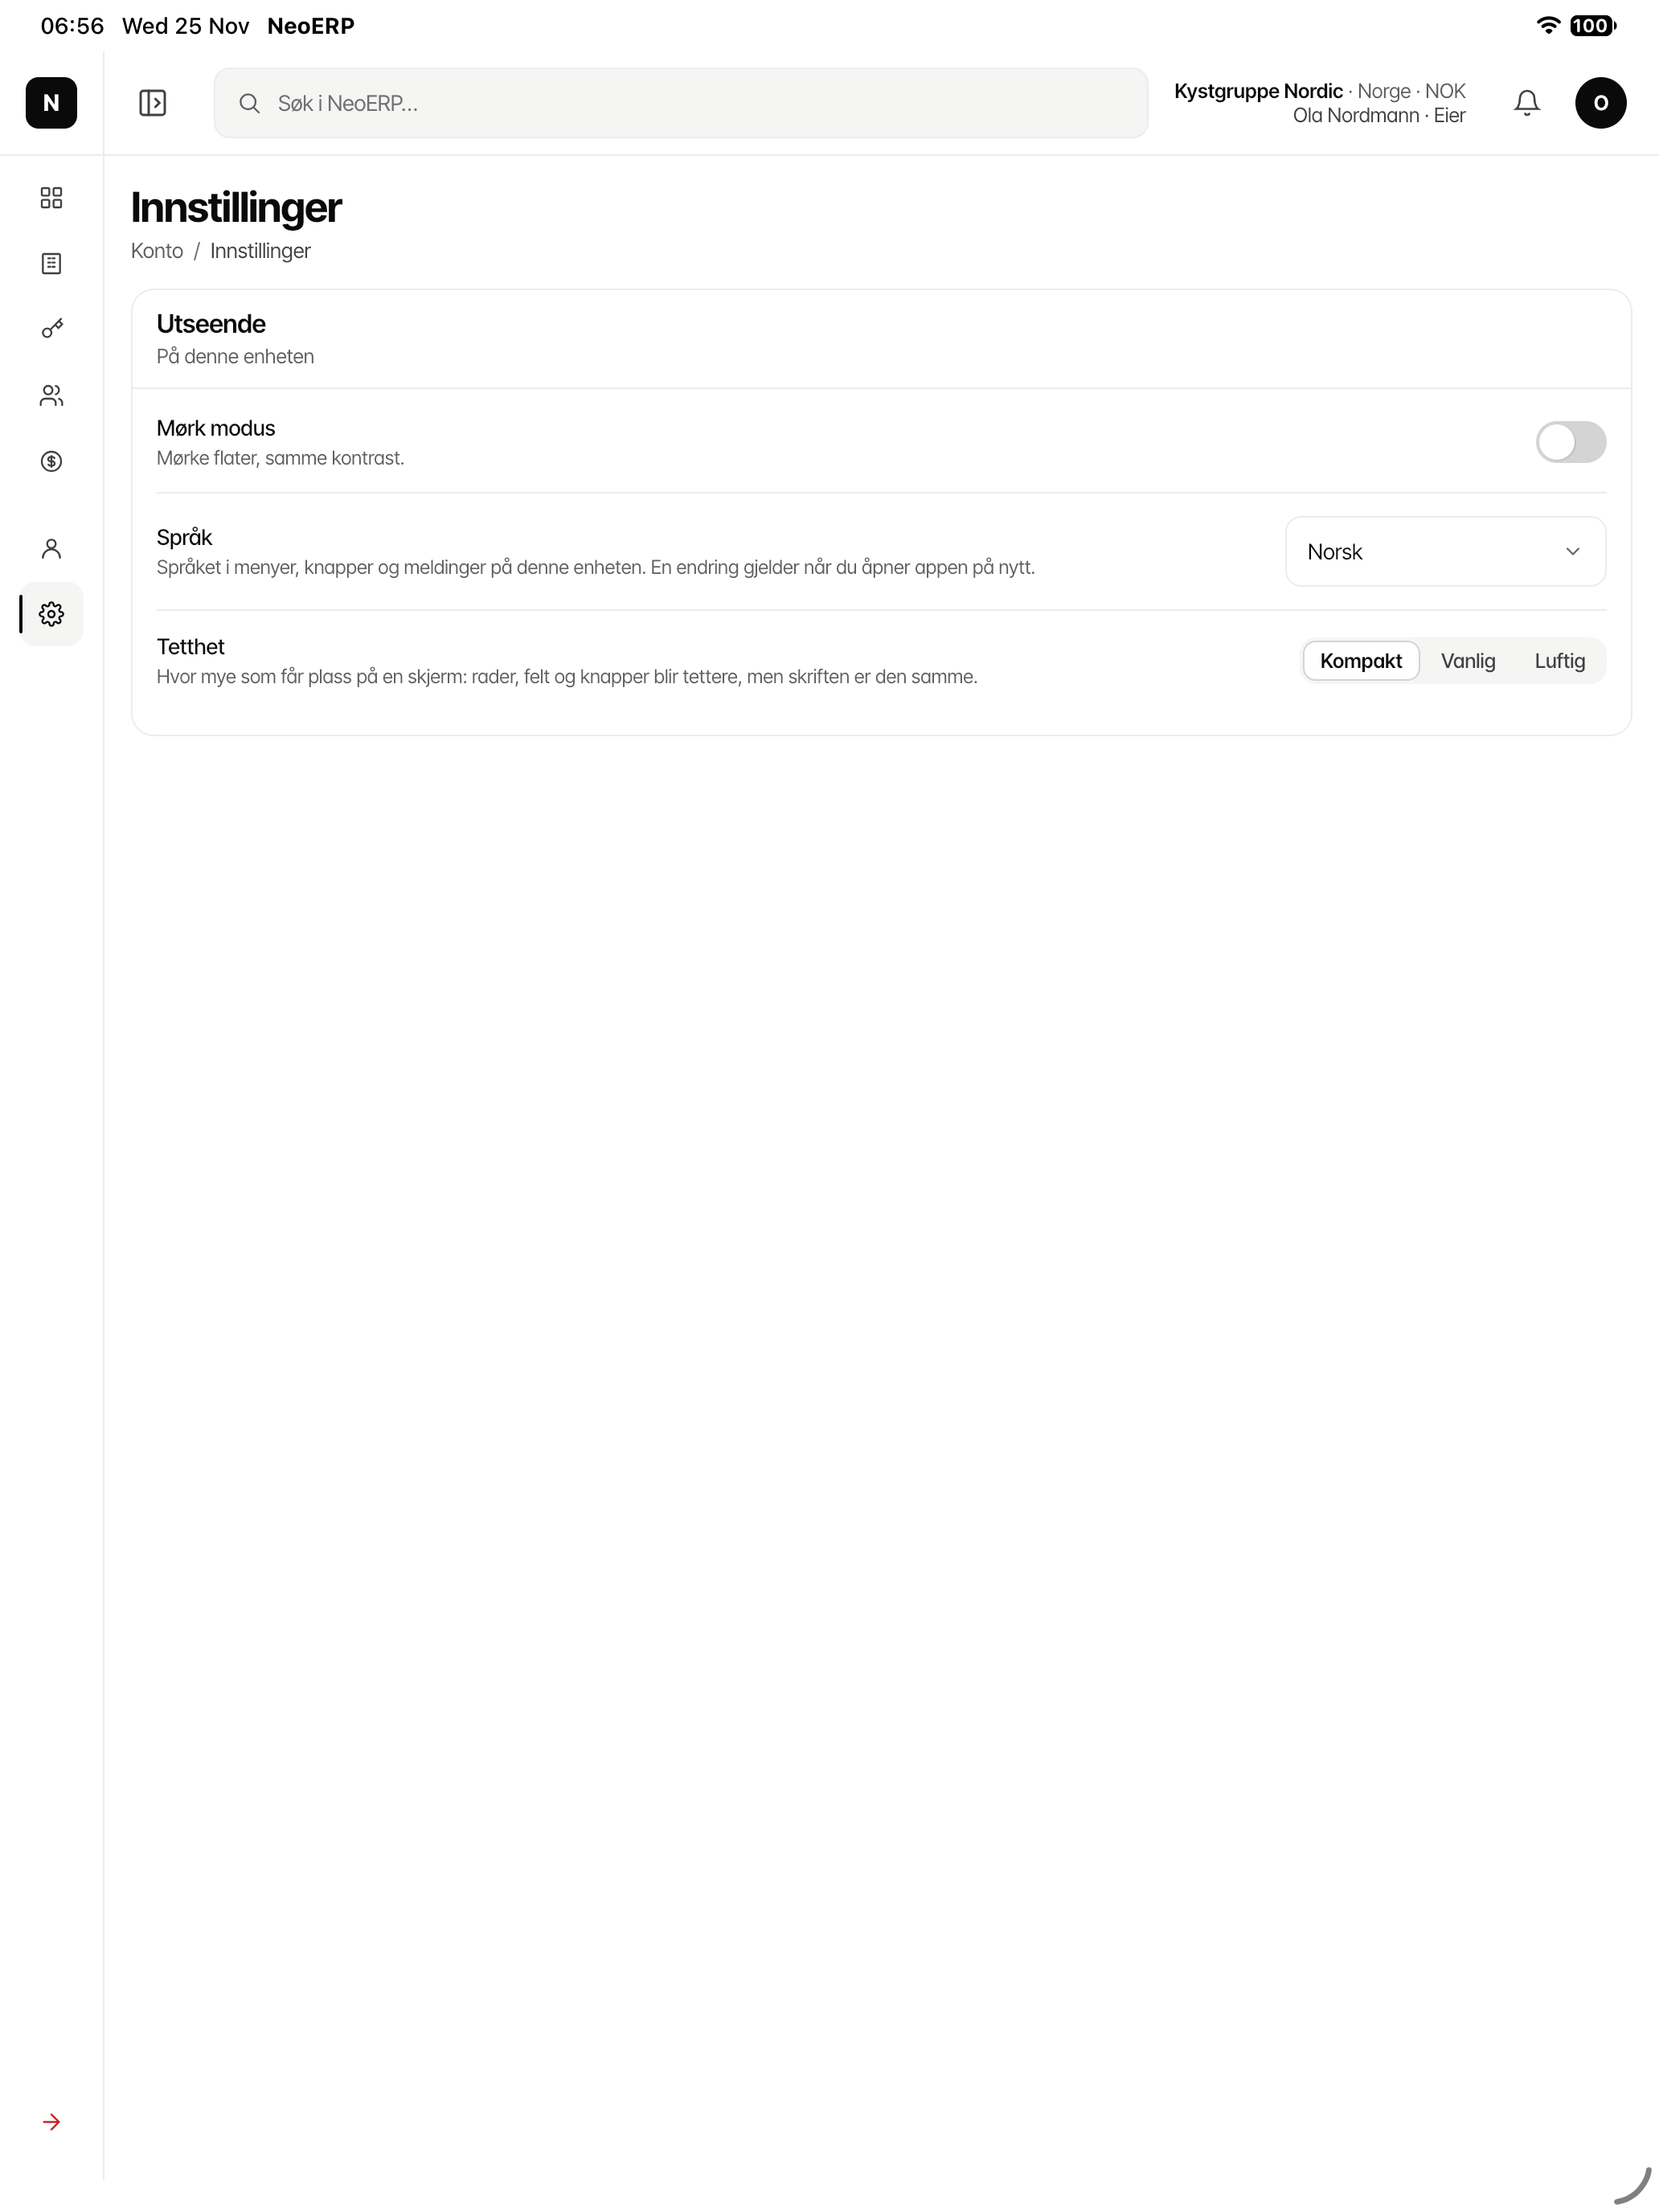 06:56 Wed 25 Nov NeoERP
100
N
Søk i NeoERP...
Kystgruppe Nordic · Norge · NOK
Ola Nordmann · Eier
O
Innstillinger
Konto / Innstillinger
Utseende
På denne enheten
Mørk modus
Mørke flater, samme kontrast.
Språk
Språket i menyer, knapper og meldinger på denne enheten. En endring gjelder når du åpner appen på nytt.
Norsk
Tetthet
Hvor mye som får plass på en skjerm: rader, felt og knapper blir tettere, men skriften er den samme.
Kompakt Vanlig Luftig